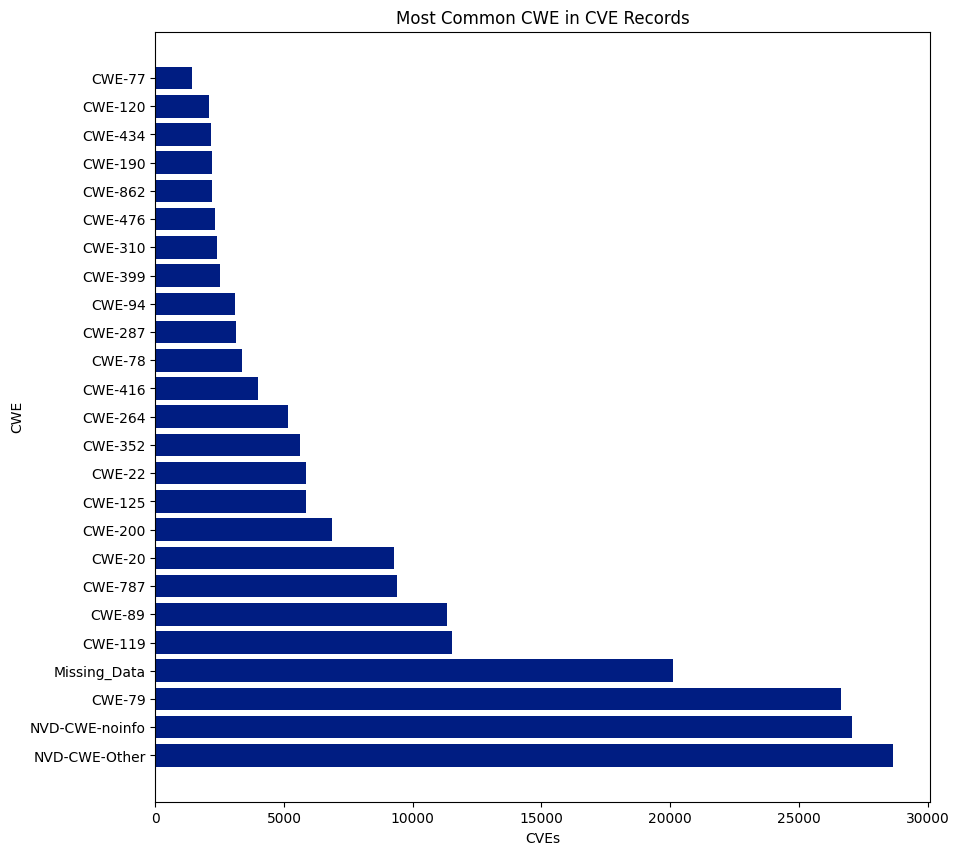 Most Common CWE in CVE Records
CWE
CWE-77
CWE-120
CWE-434
CWE-190
CWE-862
CWE-476
CWE-310
CWE-399
CWE-94
CWE-287
CWE-78
CWE-416
CWE-264
CWE-352
CWE-22
CWE-125
CWE-200
CWE-20
CWE-787
CWE-89
CWE-119
Missing_Data
CWE-79
NVD-CWE-noinfo
NVD-CWE-Other
0 5000 10000 15000 20000 25000 30000
CVEs